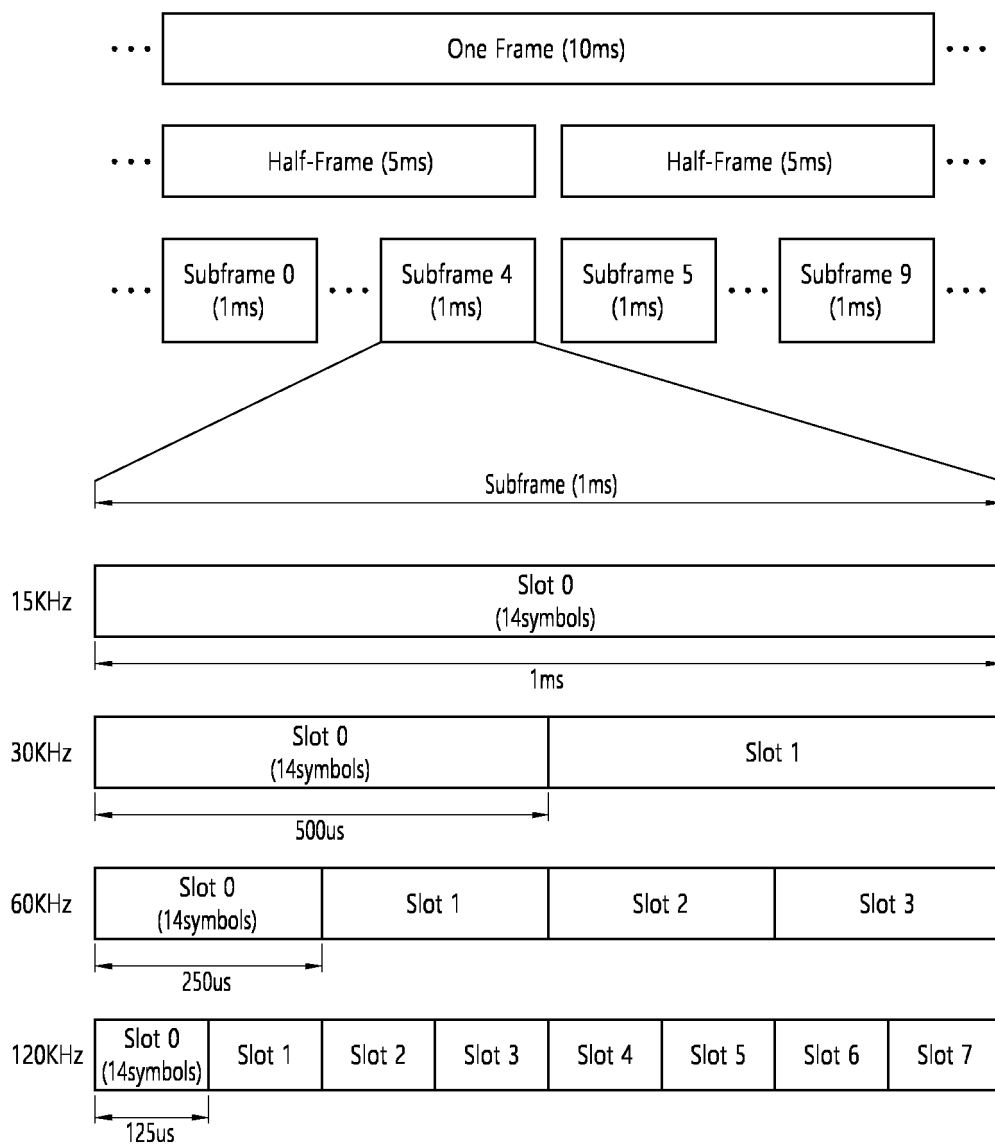 ••• One Frame (10ms) •••
••• Half-Frame (5ms) Half-Frame (5ms) •••
••• Subframe 0 ••• Subframe 4 Subframe 5 ••• Subframe 9 •••
(1ms) (1ms) (1ms) (1ms)
Subframe (1ms)
15KHz Slot 0
(14symbols)
1ms
30KHz Slot 0 Slot 1
(14symbols)
500us
60KHz Slot 0 Slot 1 Slot 2 Slot 3
(14symbols)
250us
120KHz Slot 0 Slot 1 Slot 2 Slot 3 Slot 4 Slot 5 Slot 6 Slot 7
(14symbols)
125us